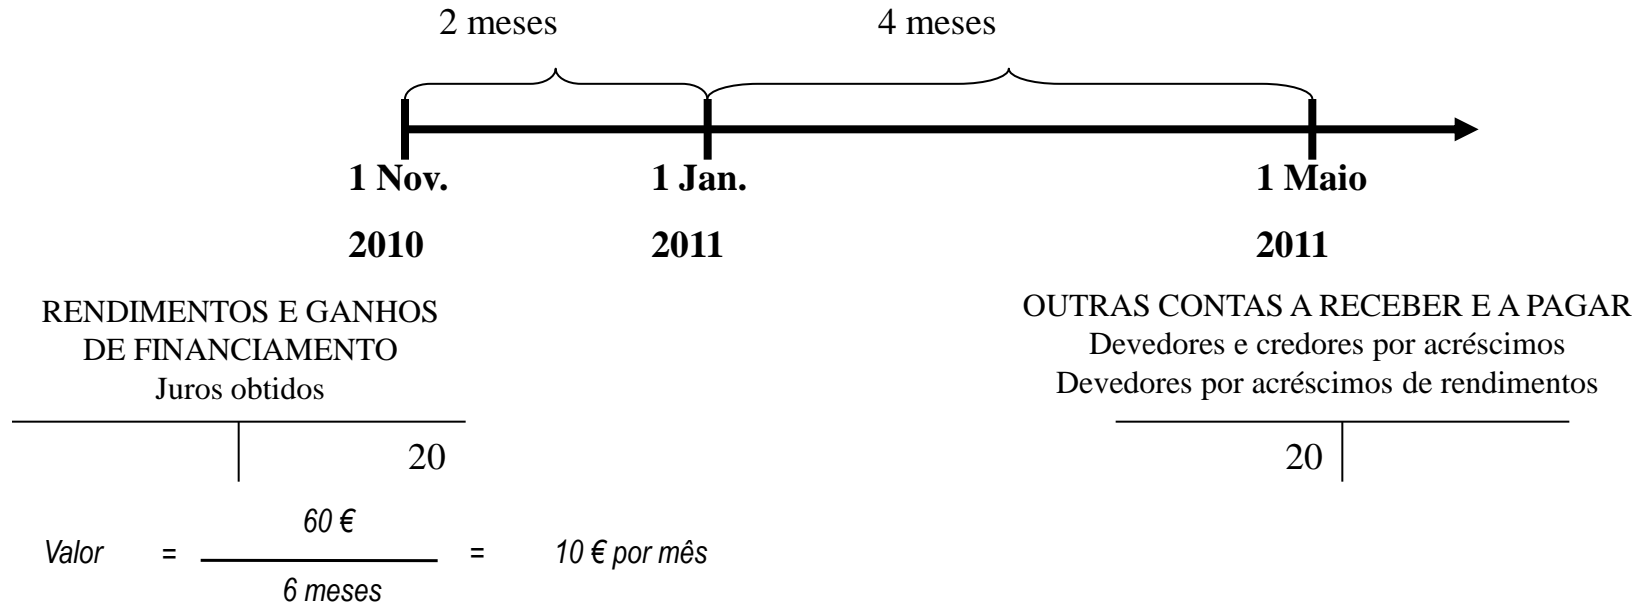 2 meses
4 meses
1 Nov.
2010
1 Jan.
2011
1 Maio
2011
RENDIMENTOS E GANHOS
DE FINANCIAMENTO
Juros obtidos
20
OUTRAS CONTAS A RECEBER E A PAGAR
Devedores e credores por acréscimos
Devedores por acréscimos de rendimentos
20
Valor = 60 €
6 meses
= 10 € por mês